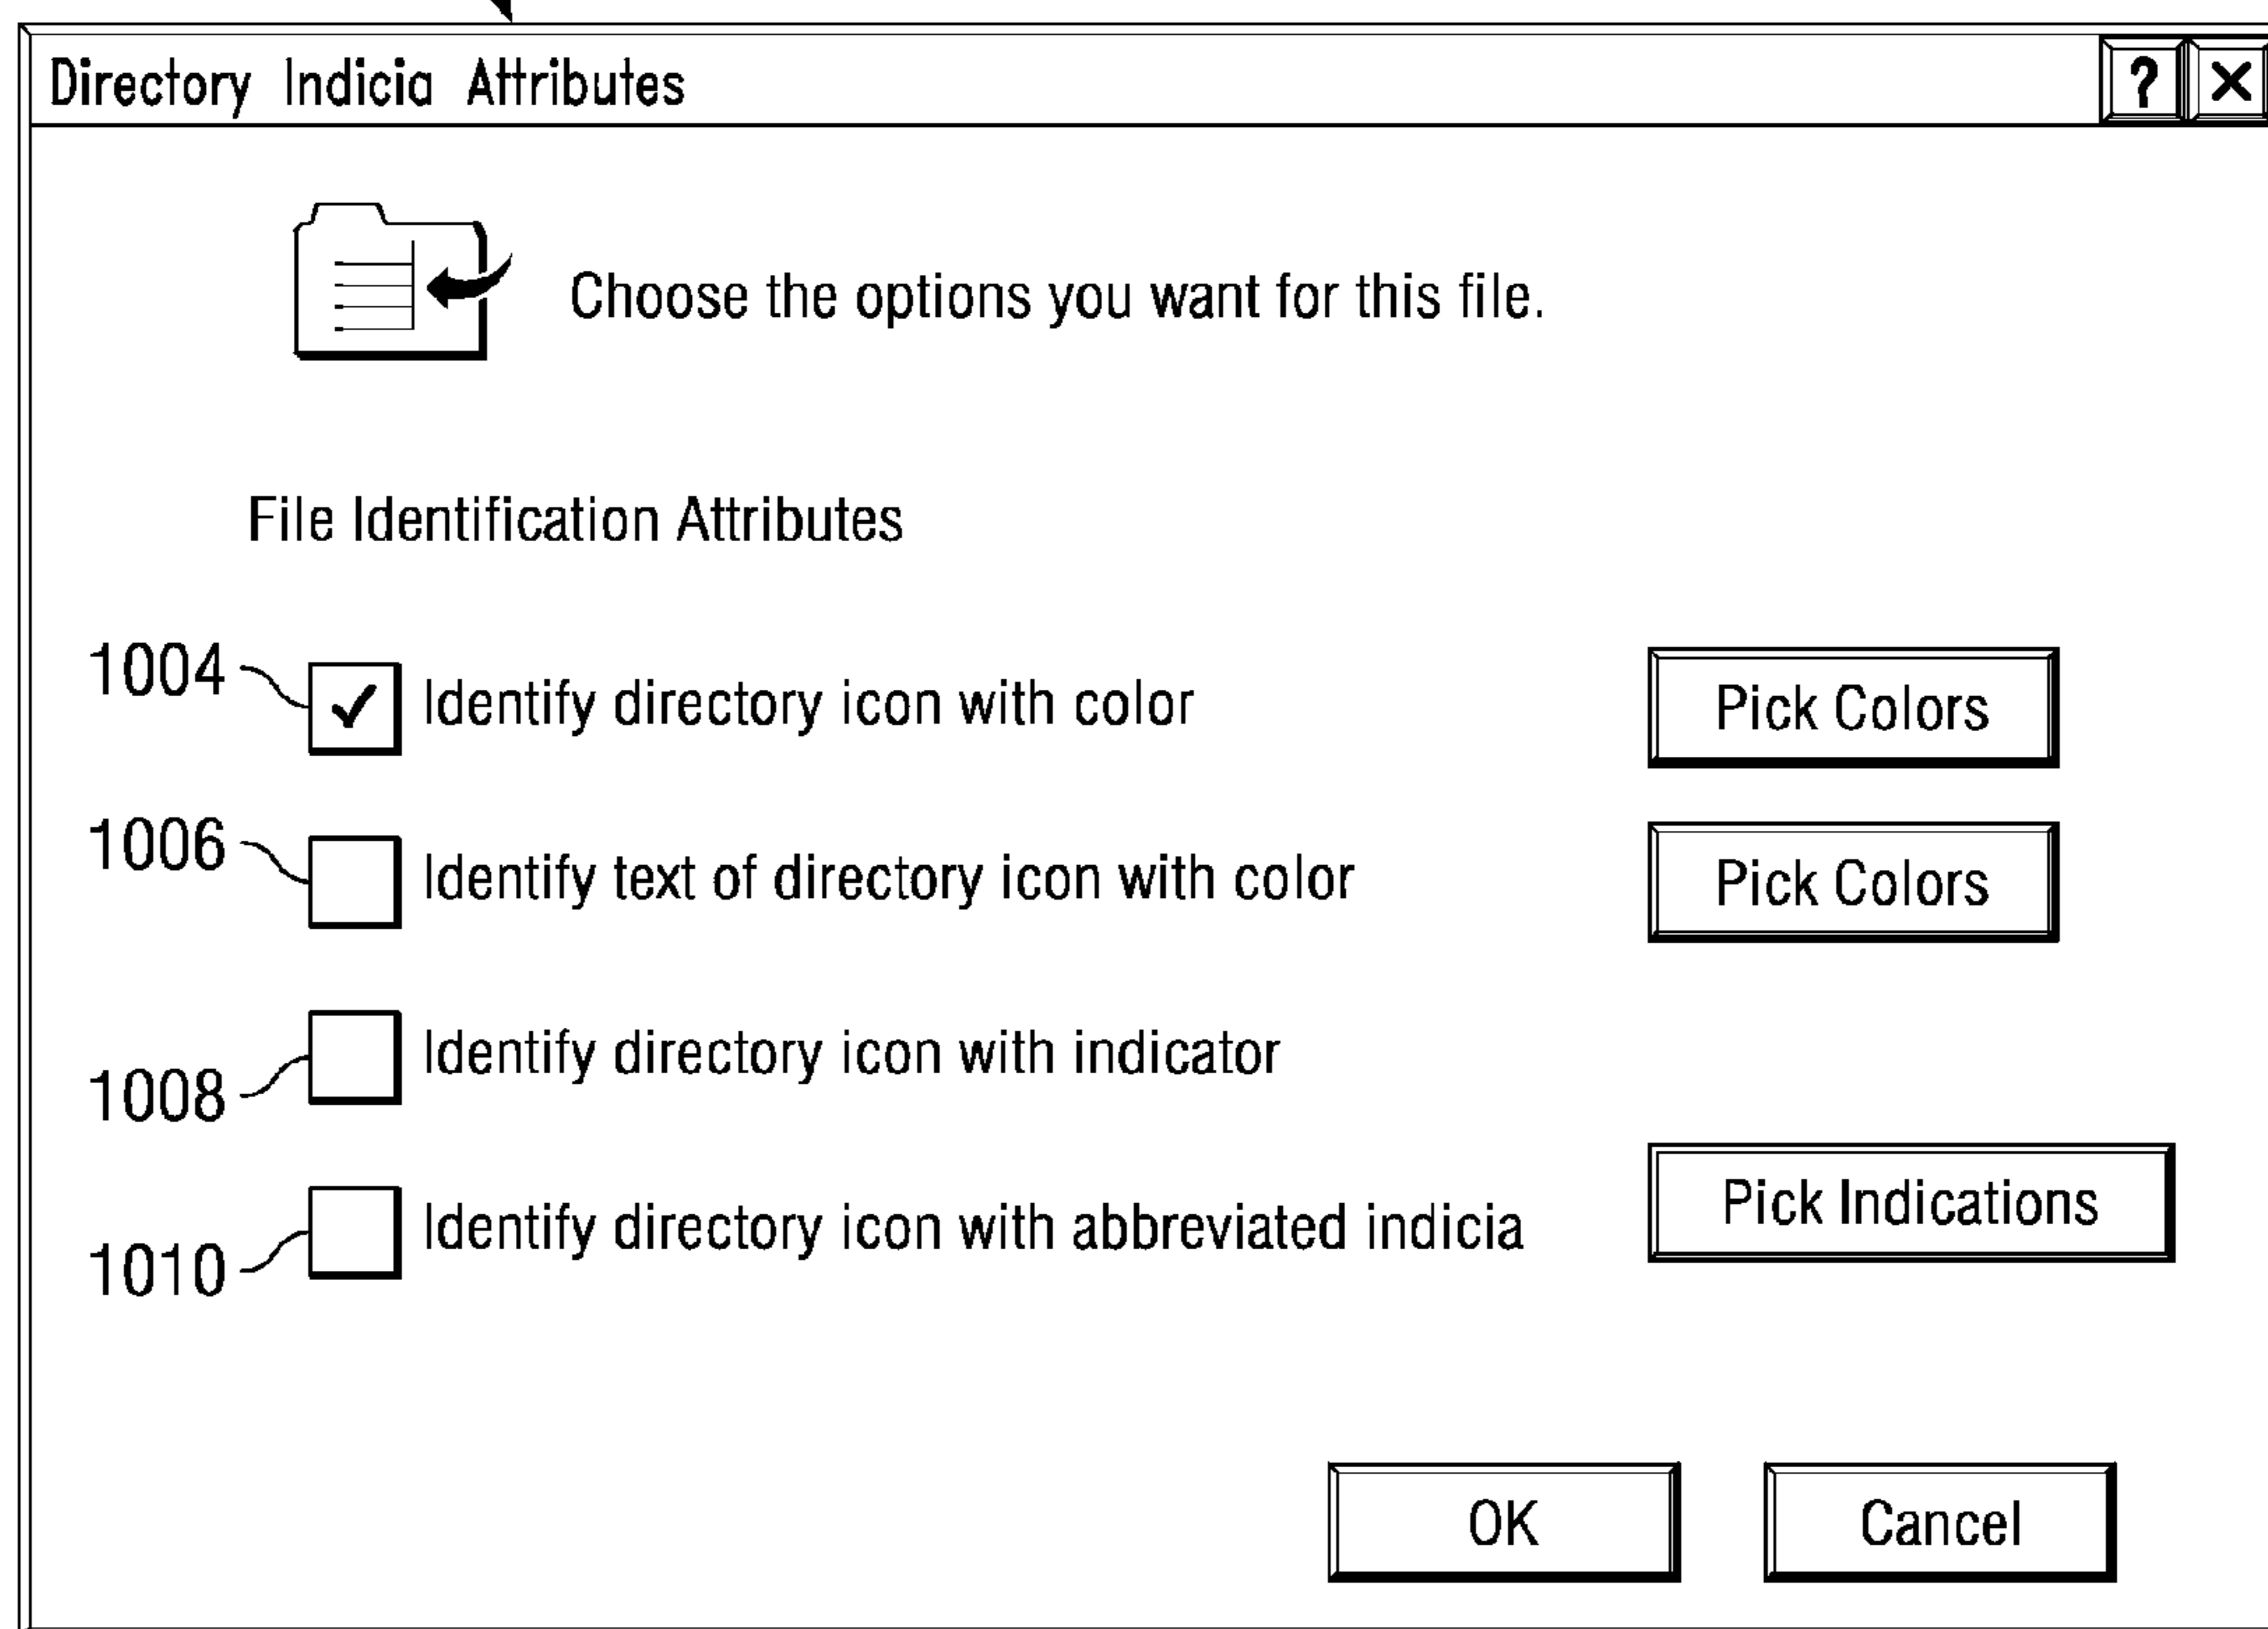 Directory Indicia Attributes ? ×
Choose the options you want for this file.
File Identification Attributes
1004 ✓ Identify directory icon with color Pick Colors
1006 Identify text of directory icon with color Pick Colors
1008 Identify directory icon with indicator
1010 Identify directory icon with abbreviated indicia Pick Indications
OK Cancel